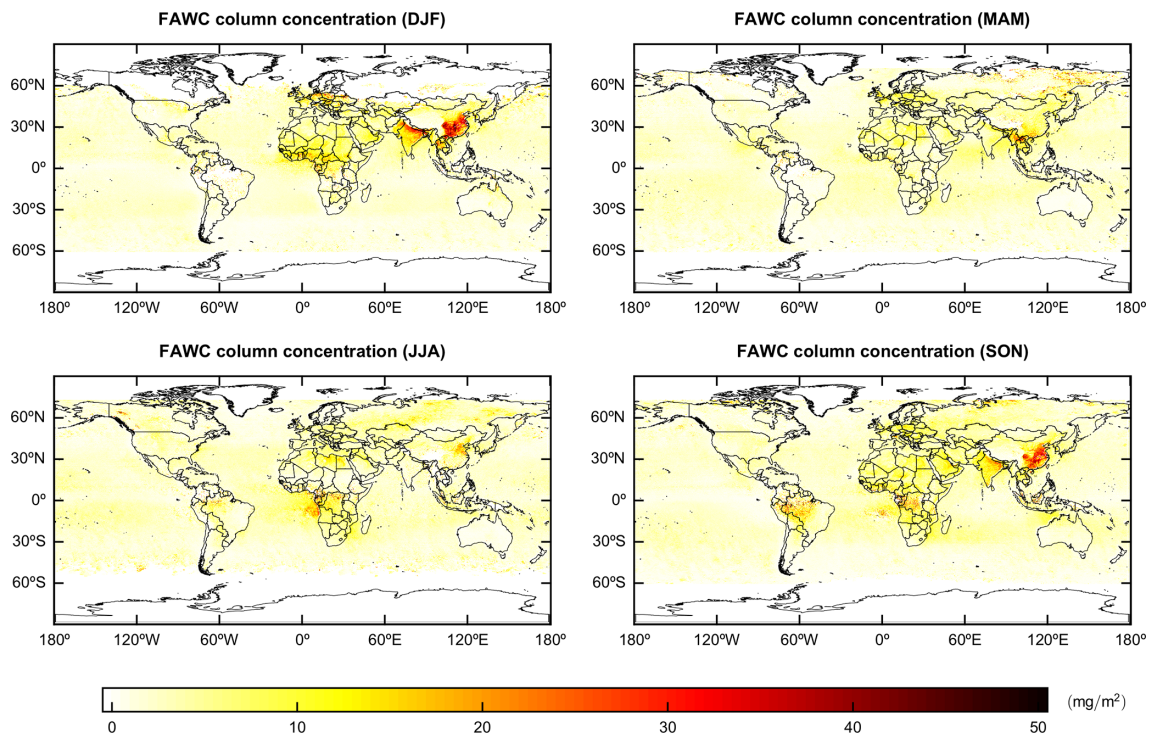 FAWC column concentration (DJF)
FAWC column concentration (MAM)
60ºN
30ºN
0º
30ºS
60ºS
180º 120ºW 60ºW 0º 60ºE 120ºE 180º
60ºN
30ºN
0º
30ºS
60ºS
180º 120ºW 60ºW 0º 60ºE 120ºE 180º
FAWC column concentration (JJA)
FAWC column concentration (SON)
60ºN
30ºN
0º
30ºS
60ºS
180º 120ºW 60ºW 0º 60ºE 120ºE 180º
60ºN
30ºN
0º
30ºS
60ºS
180º 120ºW 60ºW 0º 60ºE 120ºE 180º
(mg/m²)
0 10 20 30 40 50